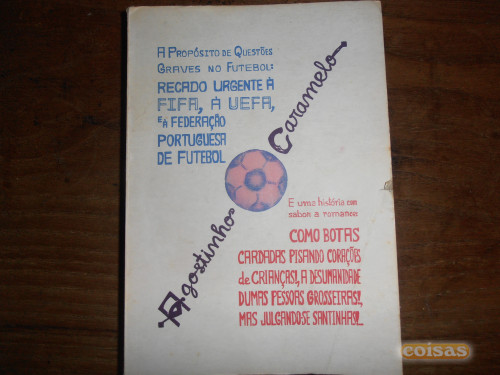 A PROPÓSITO DE QUESTÕES
GRAVES NO FUTEBOL:
RECADO URGENTE À
FIFA, À UEFA,
E À FEDERAÇÃO
PORTUGUESA
DE FUTEBOL
Agostinho Caramelo
E uma história com
sabor a romance
COMO BOTAS
CARDADAS PISANDO CORAÇÕES
de CRIANÇAS!, A DESUMANIDADE
DUMAS PESSOAS GROSSEIRAS!,
MAS JULGANDO-SE SANTINHAS!...
coisas